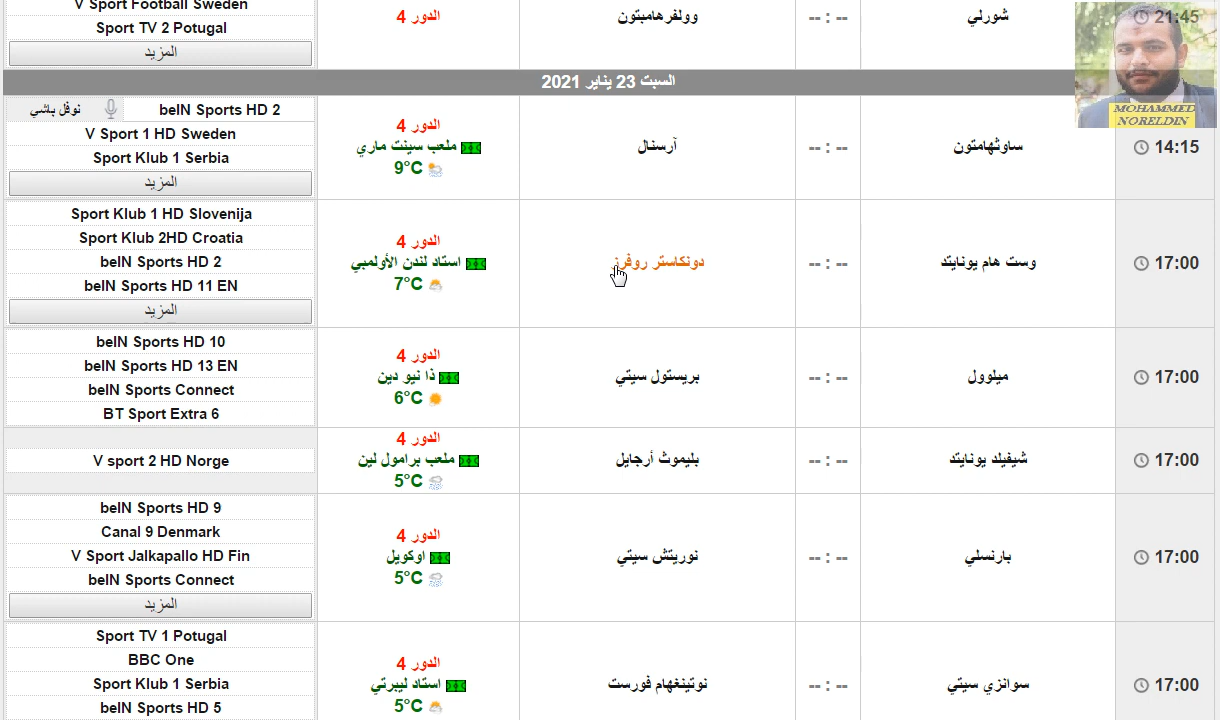 21:45
شورلي
-- : --
وولفرهامبتون
الدور 4
V Sport Football Sweden
Sport TV 2 Potugal
المزيد
MOHAMMED
NORELDIN
السبت 23 يناير 2021
14:15
ساوثهامتون
-- : --
آرسنال
الدور 4
ملعب سينت ماري
9°C
beIN Sports HD 2
نوفل باشي
V Sport 1 HD Sweden
Sport Klub 1 Serbia
المزيد
17:00
وست هام يونايتد
-- : --
دونكاستر روفرز
الدور 4
استاد لندن الأولمبي
7°C
Sport Klub 1 HD Slovenija
Sport Klub 2HD Croatia
beIN Sports HD 2
beIN Sports HD 11 EN
المزيد
17:00
ميلوول
-- : --
بريستول سيتي
الدور 4
ذا نيو دين
6°C
beIN Sports HD 10
beIN Sports HD 13 EN
beIN Sports Connect
BT Sport Extra 6
17:00
شيفيلد يونايتد
-- : --
بليموث أرجايل
الدور 4
ملعب برامول لين
5°C
V sport 2 HD Norge
17:00
بارنسلي
-- : --
نوريتش سيتي
الدور 4
اوكويل
5°C
beIN Sports HD 9
Canal 9 Denmark
V Sport Jalkapallo HD Fin
beIN Sports Connect
المزيد
17:00
سوانزي سيتي
-- : --
نوتينغهام فورست
الدور 4
استاد ليبرتي
5°C
Sport TV 1 Potugal
BBC One
Sport Klub 1 Serbia
beIN Sports HD 5